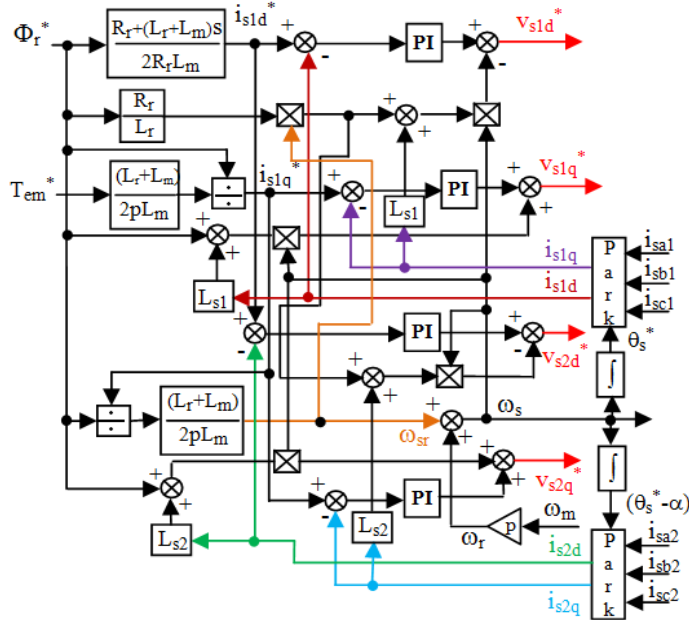 Φr*
Rr+(Lr+Lm)S
2RrLm
is1d*
+
-
PI
+
-
vs1d*
Rr
Lr
+
+
Tem*
(Lr+Lm)
2pLm
÷
is1q*
+
-
PI
+
+
vs1q*
Ls1
+
+
is1q
is1d
Park
isa1
isb1
isc1
Ls1
θs*
+
-
PI
+
-
vs2d*
∫
+
+
÷
(Lr+Lm)
2pLm
ωsr
+
+
ωs
∫
+
+
+
-
PI
+
+
vs2q*
(θs*-α)
Ls2
Ls2
ωr
p
ωm
is2d
is2q
Park
isa2
isb2
isc2